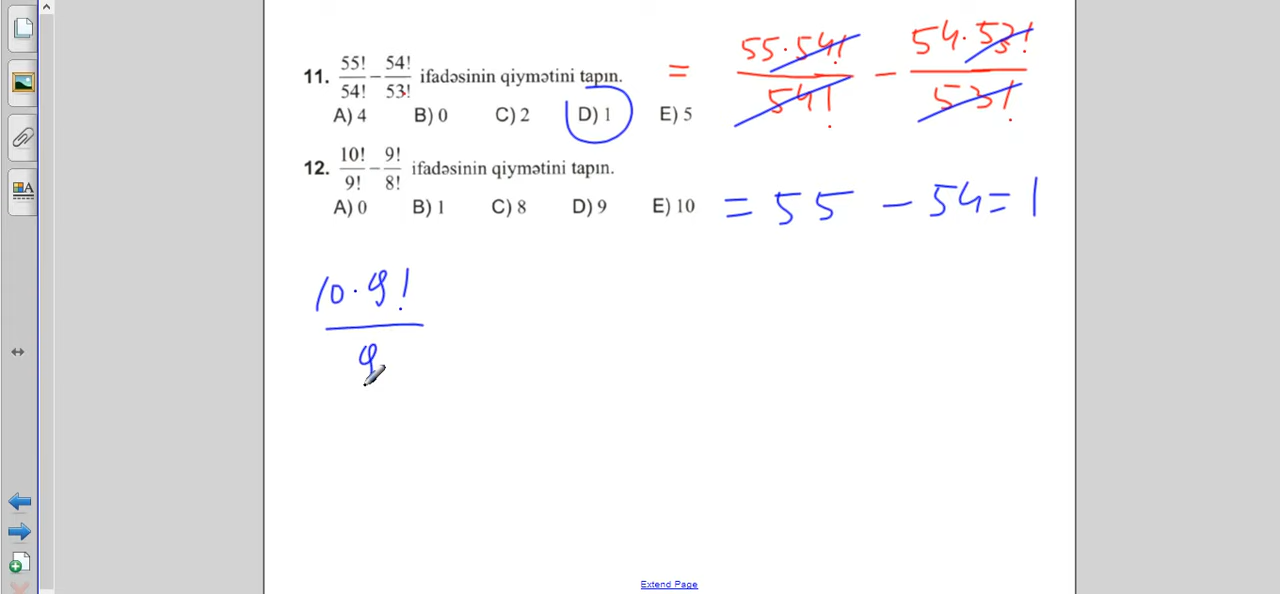 11. 55!/54! − 54!/53! ifadəsinin qiymətini tapın. = 55·54!/54! − 54·53!/53!
A) 4 B) 0 C) 2 D) 1 E) 5
12. 10!/9! − 9!/8! ifadəsinin qiymətini tapın.
A) 0 B) 1 C) 8 D) 9 E) 10 = 55 − 54 = 1
10·9!/9
Extend Page